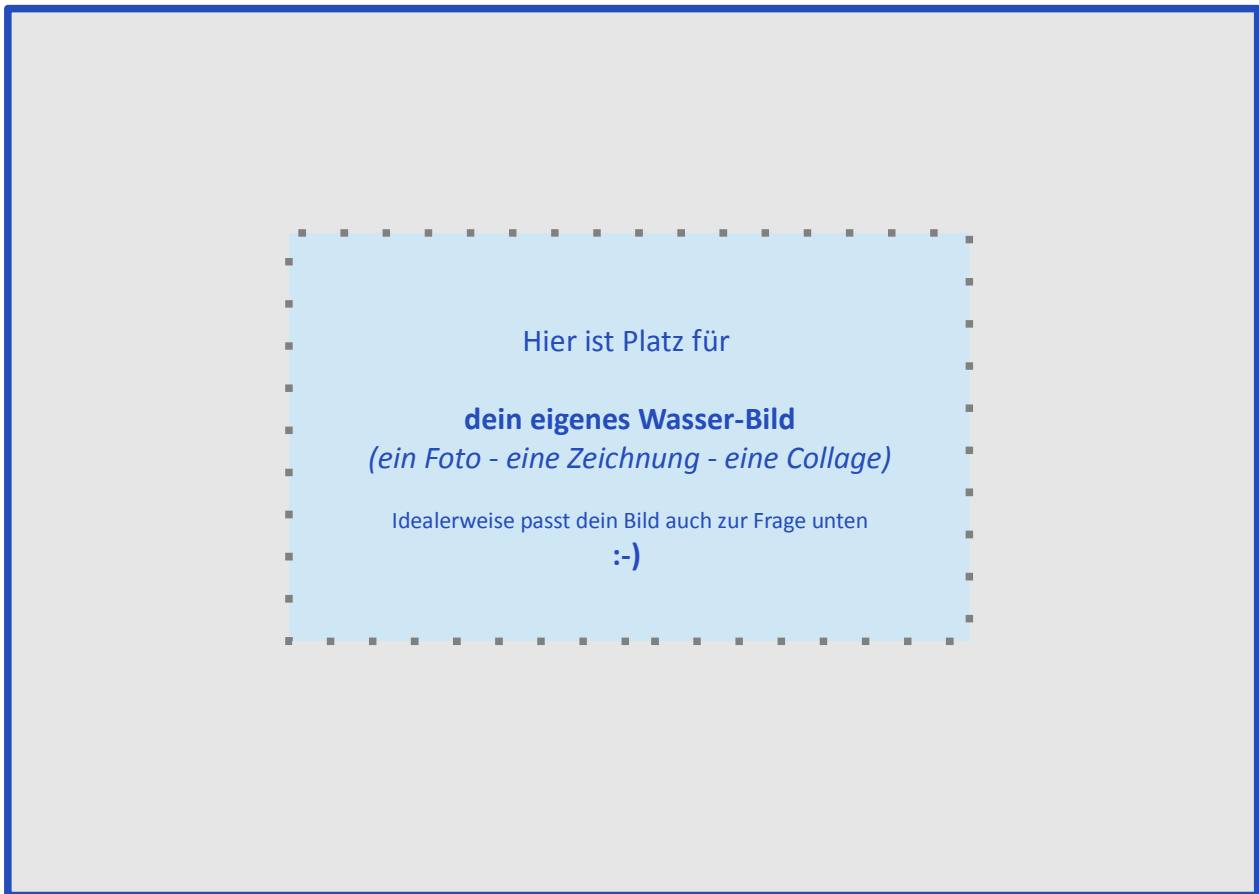 Hier ist Platz für
dein eigenes Wasser-Bild
(ein Foto - eine Zeichnung - eine Collage)
Idealerweise passt dein Bild auch zur Frage unten
:-)